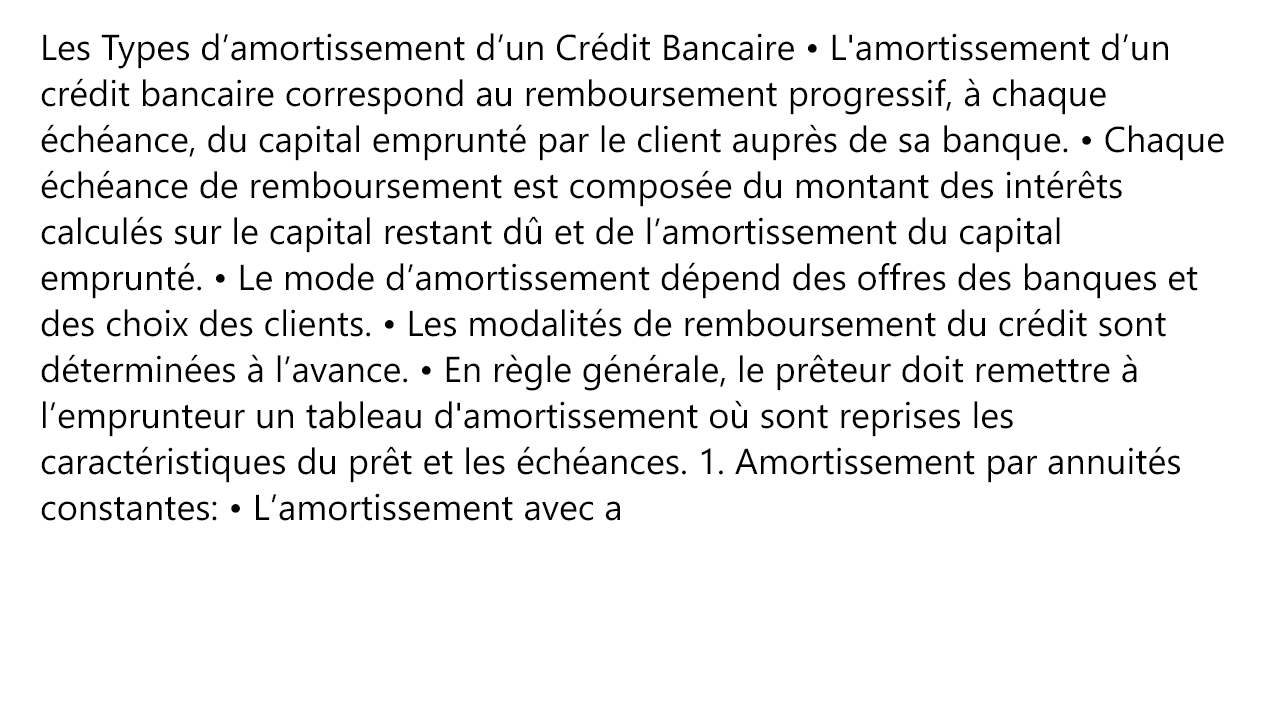 Les Types d’amortissement d’un Crédit Bancaire • L'amortissement d’un
crédit bancaire correspond au remboursement progressif, à chaque
échéance, du capital emprunté par le client auprès de sa banque. • Chaque
échéance de remboursement est composée du montant des intérêts
calculés sur le capital restant dû et de l’amortissement du capital
emprunté. • Le mode d’amortissement dépend des offres des banques et
des choix des clients. • Les modalités de remboursement du crédit sont
déterminées à l’avance. • En règle générale, le prêteur doit remettre à
l’emprunteur un tableau d'amortissement où sont reprises les
caractéristiques du prêt et les échéances. 1. Amortissement par annuités
constantes: • L’amortissement avec a